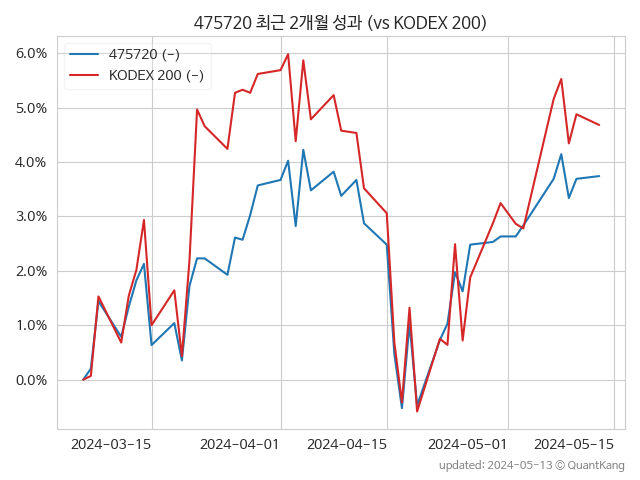 475720 최근 2개월 성과 (vs KODEX 200)
475720 (-)
KODEX 200 (-)
6.0%
5.0%
4.0%
3.0%
2.0%
1.0%
0.0%
2024-03-15 2024-04-01 2024-04-15 2024-05-01 2024-05-15
updated: 2024-05-13 © QuantKang